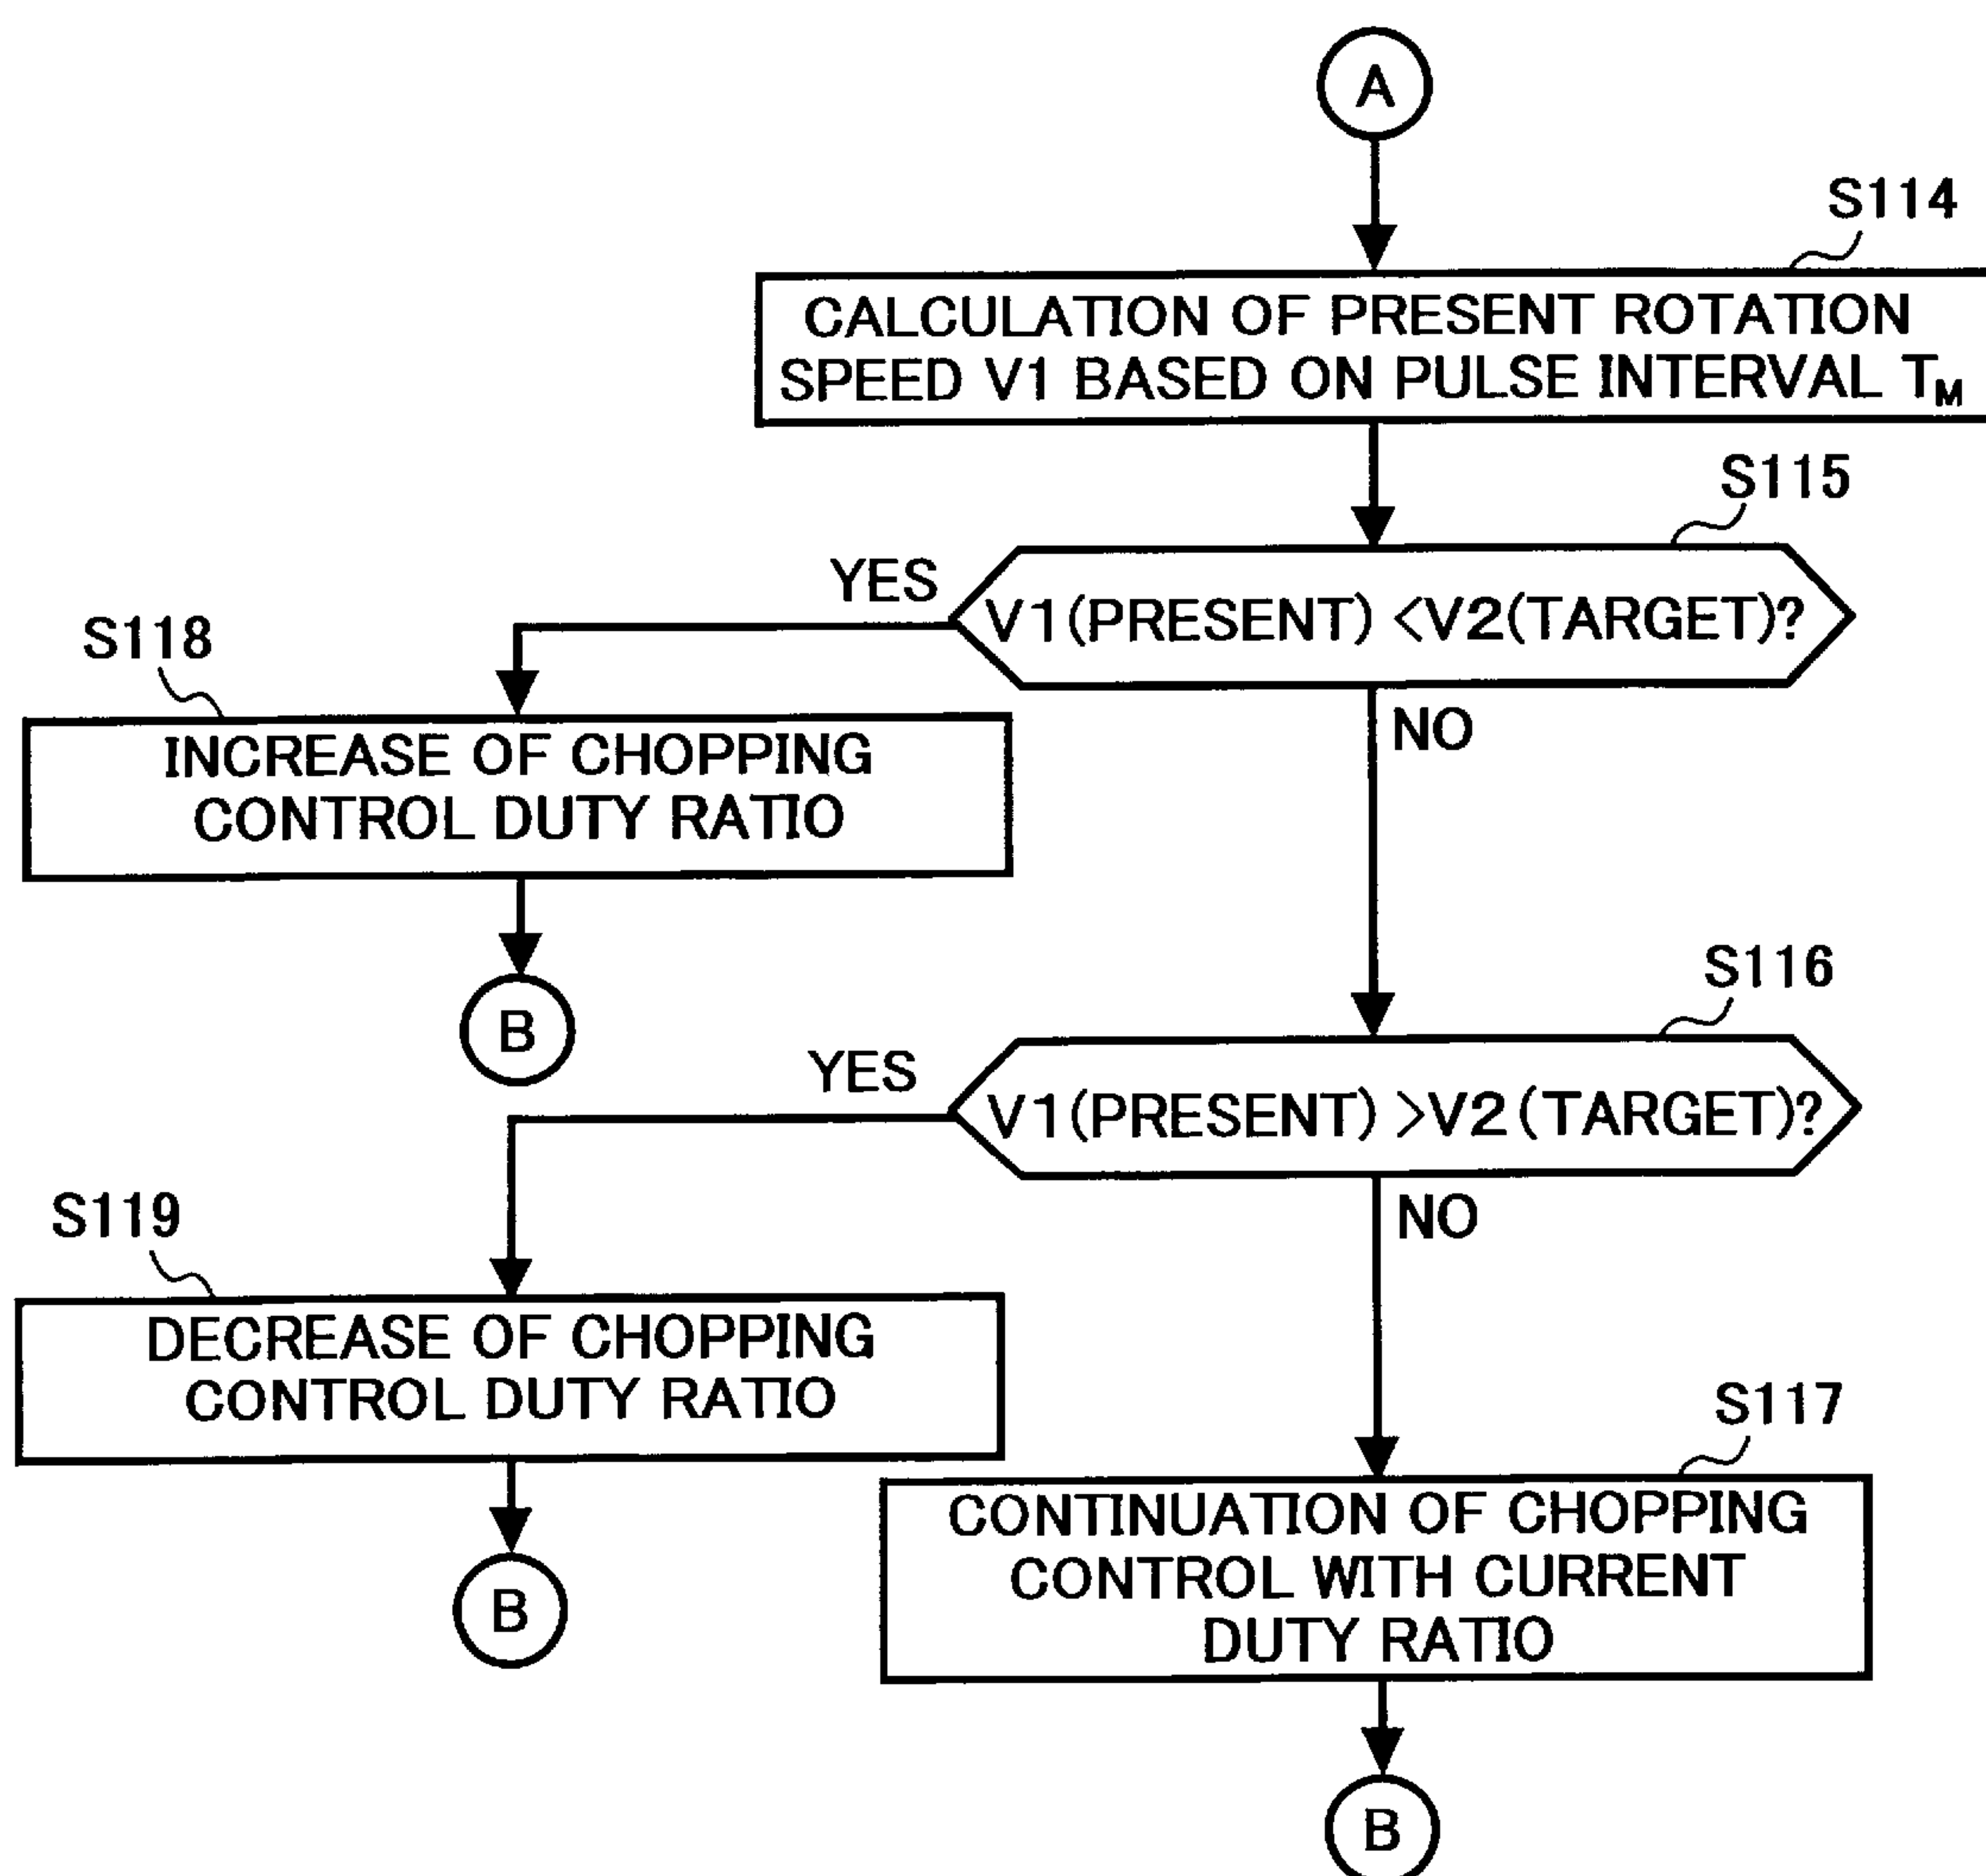 A
S114
CALCULATION OF PRESENT ROTATION
SPEED V1 BASED ON PULSE INTERVAL TM
S115
YES
V1(PRESENT) <V2(TARGET)?
S118
NO
INCREASE OF CHOPPING
CONTROL DUTY RATIO
B
S116
YES
V1(PRESENT) >V2(TARGET)?
S119
NO
DECREASE OF CHOPPING
CONTROL DUTY RATIO
B
S117
CONTINUATION OF CHOPPING
CONTROL WITH CURRENT
DUTY RATIO
B